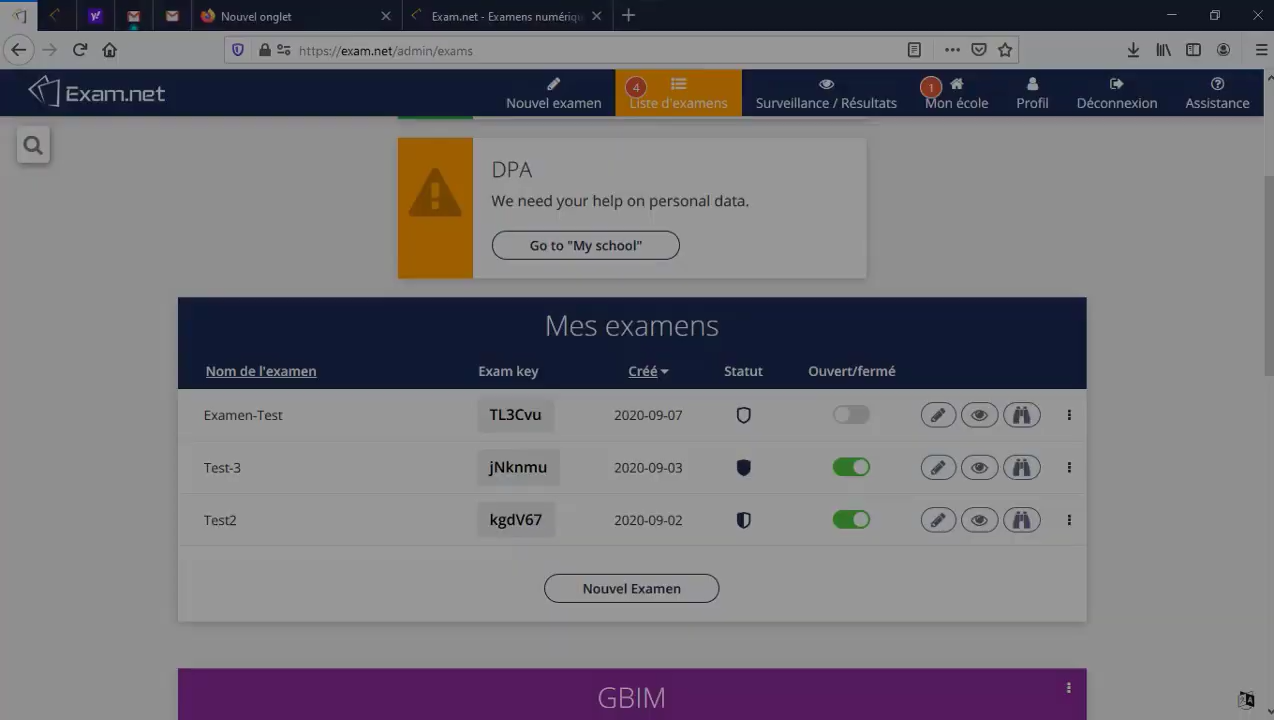 Nouvel onglet
Exam.net - Examens numériqu
https://exam.net/admin/exams
Exam.net
Nouvel examen
4
Liste d'examens
Surveillance / Résultats
1
Mon école
Profil
Déconnexion
Assistance
DPA
We need your help on personal data.
Go to "My school"
Mes examens
Nom de l'examen Exam key Créé Statut Ouvert/fermé
Examen-Test TL3Cvu 2020-09-07
Test-3 jNknmu 2020-09-03
Test2 kgdV67 2020-09-02
Nouvel Examen
GBIM